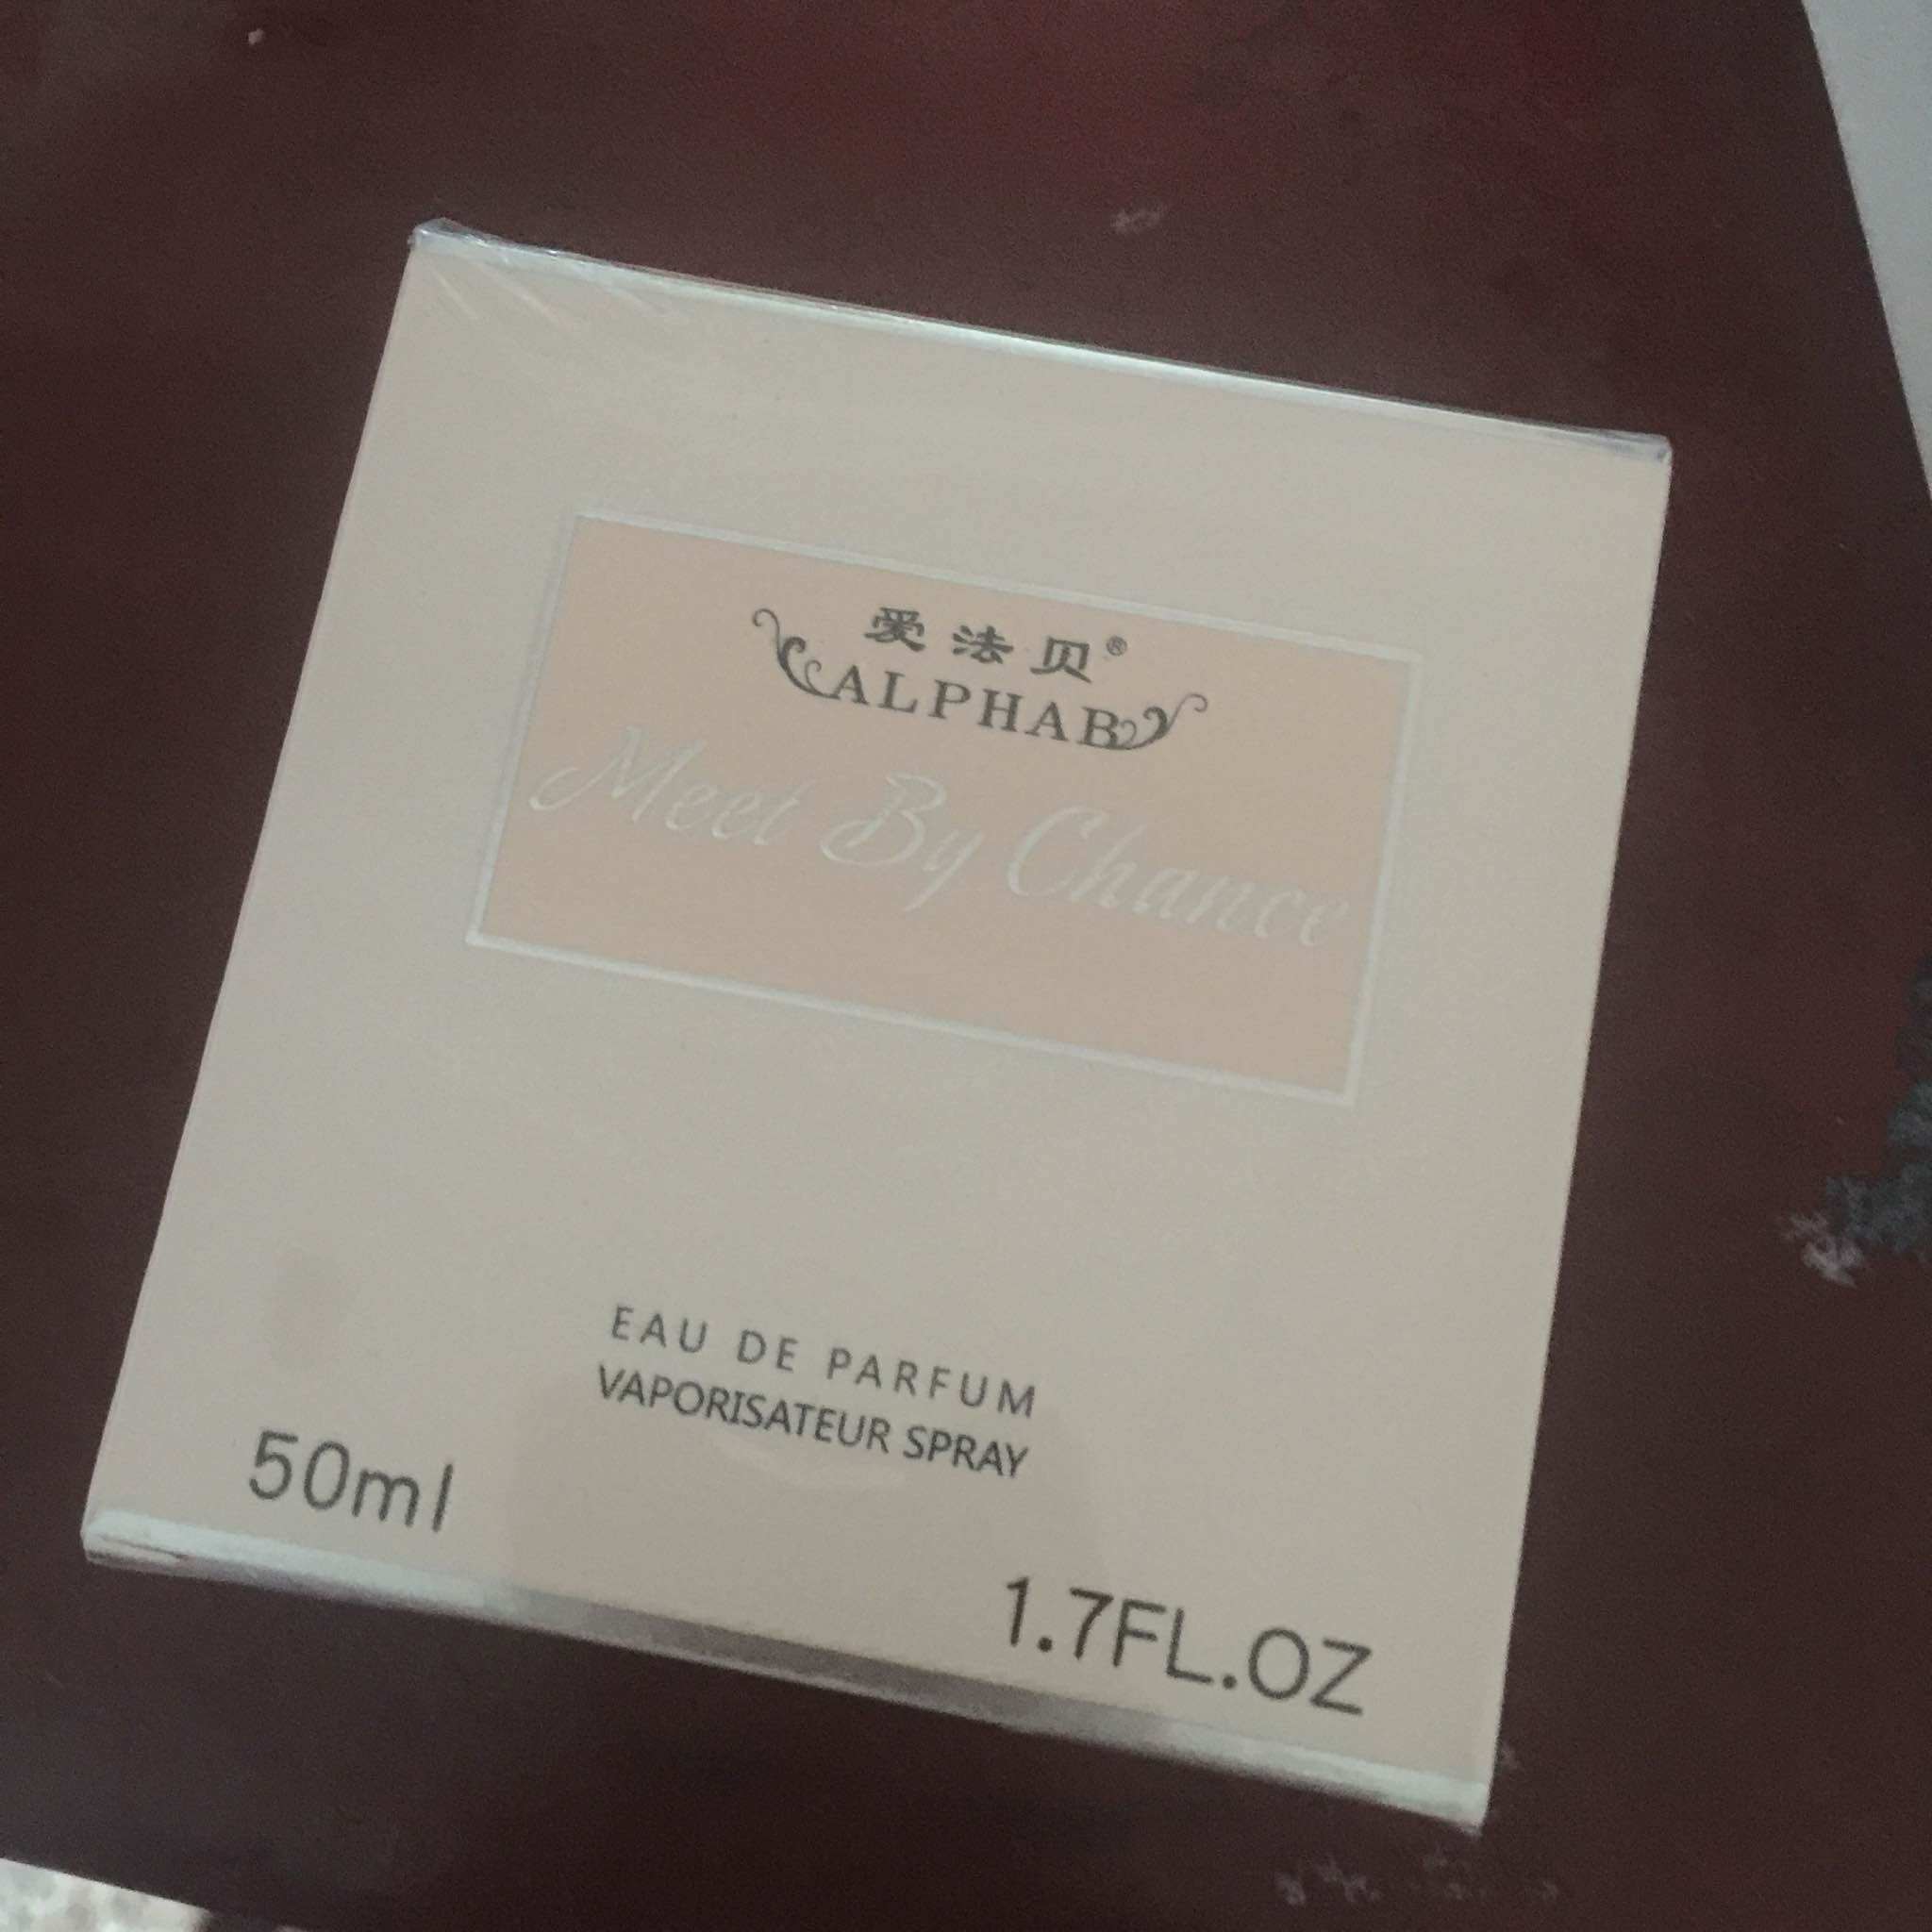 爱法贝®
ALPHAB
Meet By Chance
EAU DE PARFUM
VAPORISATEUR SPRAY
50ml
1.7FL.OZ